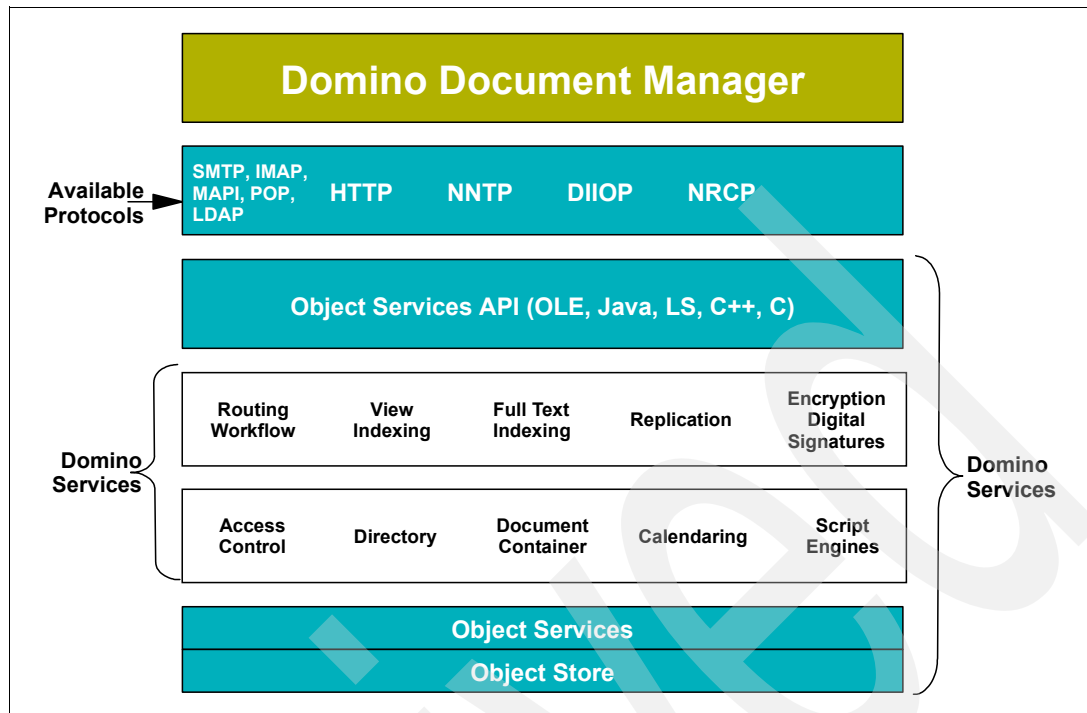 Domino Document Manager
Available
Protocols
SMTP, IMAP,
MAPI, POP,
LDAP
HTTP
NNTP
DIIOP
NRCP
Object Services API (OLE, Java, LS, C++, C)
Domino
Services
Routing
Workflow
View
Indexing
Full Text
Indexing
Replication
Encryption
Digital
Signatures
Access
Control
Directory
Document
Container
Calendaring
Script
Engines
Domino
Services
Object Services
Object Store